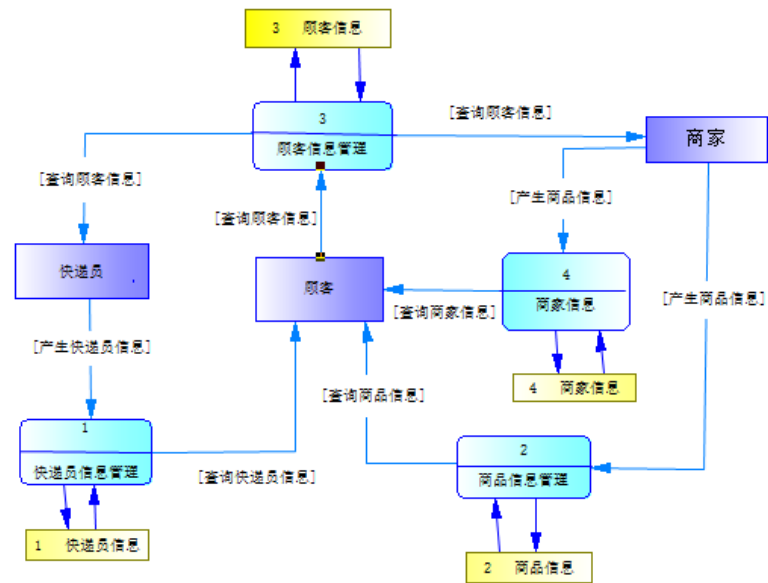 3 顾客信息
3
顾客信息管理
[查询顾客信息]
商家
[查询顾客信息]
[产生商品信息]
[查询顾客信息]
快递员
顾客
4
商家信息
[产生商品信息]
[查询商家信息]
[产生快递员信息]
4 商家信息
[查询商品信息]
1
快递员信息管理
2
商品信息管理
[查询快递员信息]
1 快递员信息
2 商品信息